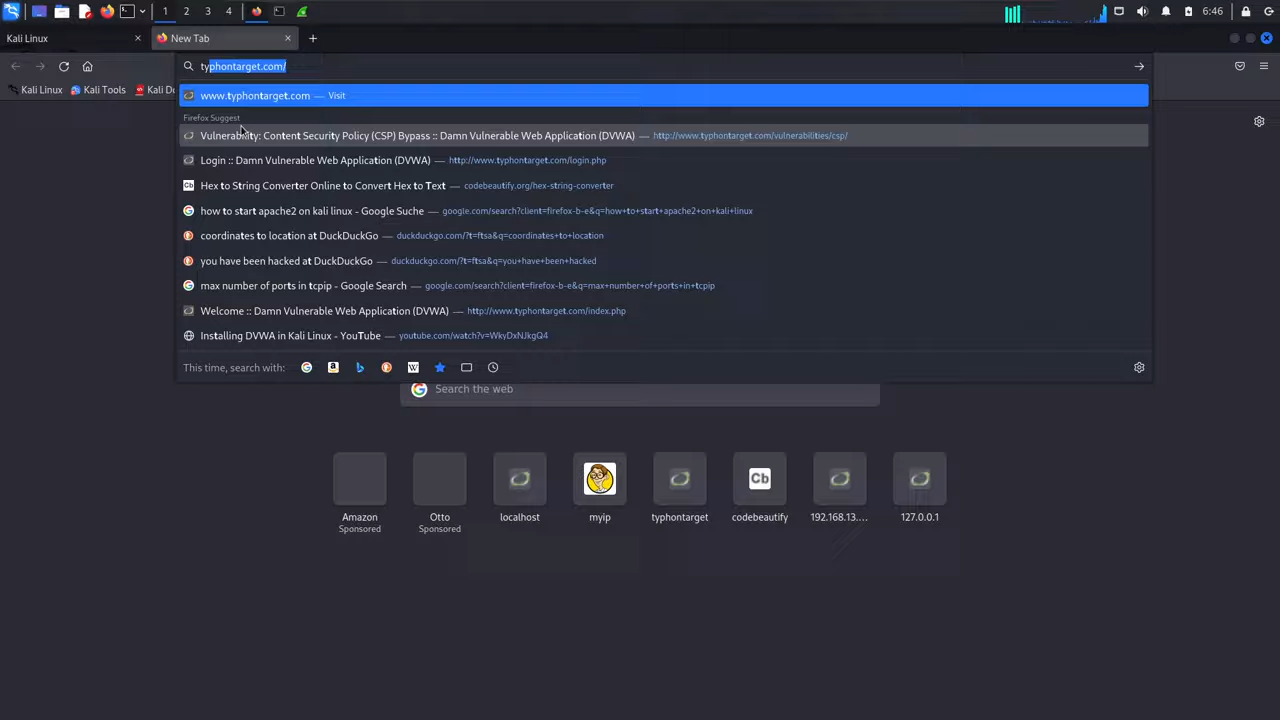 1 2 3 4 6:46
Kali Linux New Tab
typhontarget.com/
Kali Linux Kali Tools Kali Do
www.typhontarget.com — Visit
Firefox Suggest
Vulnerability: Content Security Policy (CSP) Bypass :: Damn Vulnerable Web Application (DVWA) — http://www.typhontarget.com/vulnerabilities/csp/
Login :: Damn Vulnerable Web Application (DVWA) — http://www.typhontarget.com/login.php
Cb Hex to String Converter Online to Convert Hex to Text — codebeautify.org/hex-string-converter
how to start apache2 on kali linux - Google Suche — google.com/search?client=firefox-b-e&q=how+to+start+apache2+on+kali+linux
coordinates to location at DuckDuckGo — duckduckgo.com/?t=ftsa&q=coordinates+to+location
you have been hacked at DuckDuckGo — duckduckgo.com/?t=ftsa&q=you+have+been+hacked
max number of ports in tcpip - Google Search — google.com/search?client=firefox-b-e&q=max+number+of+ports+in+tcpip
Welcome :: Damn Vulnerable Web Application (DVWA) — http://www.typhontarget.com/index.php
Installing DVWA in Kali Linux - YouTube — youtube.com/watch?v=WkyDxNJkgQ4
This time, search with:
Search the web
Cb
Amazon Otto localhost myip typhontarget codebeautify 192.168.13.... 127.0.0.1
Sponsored Sponsored